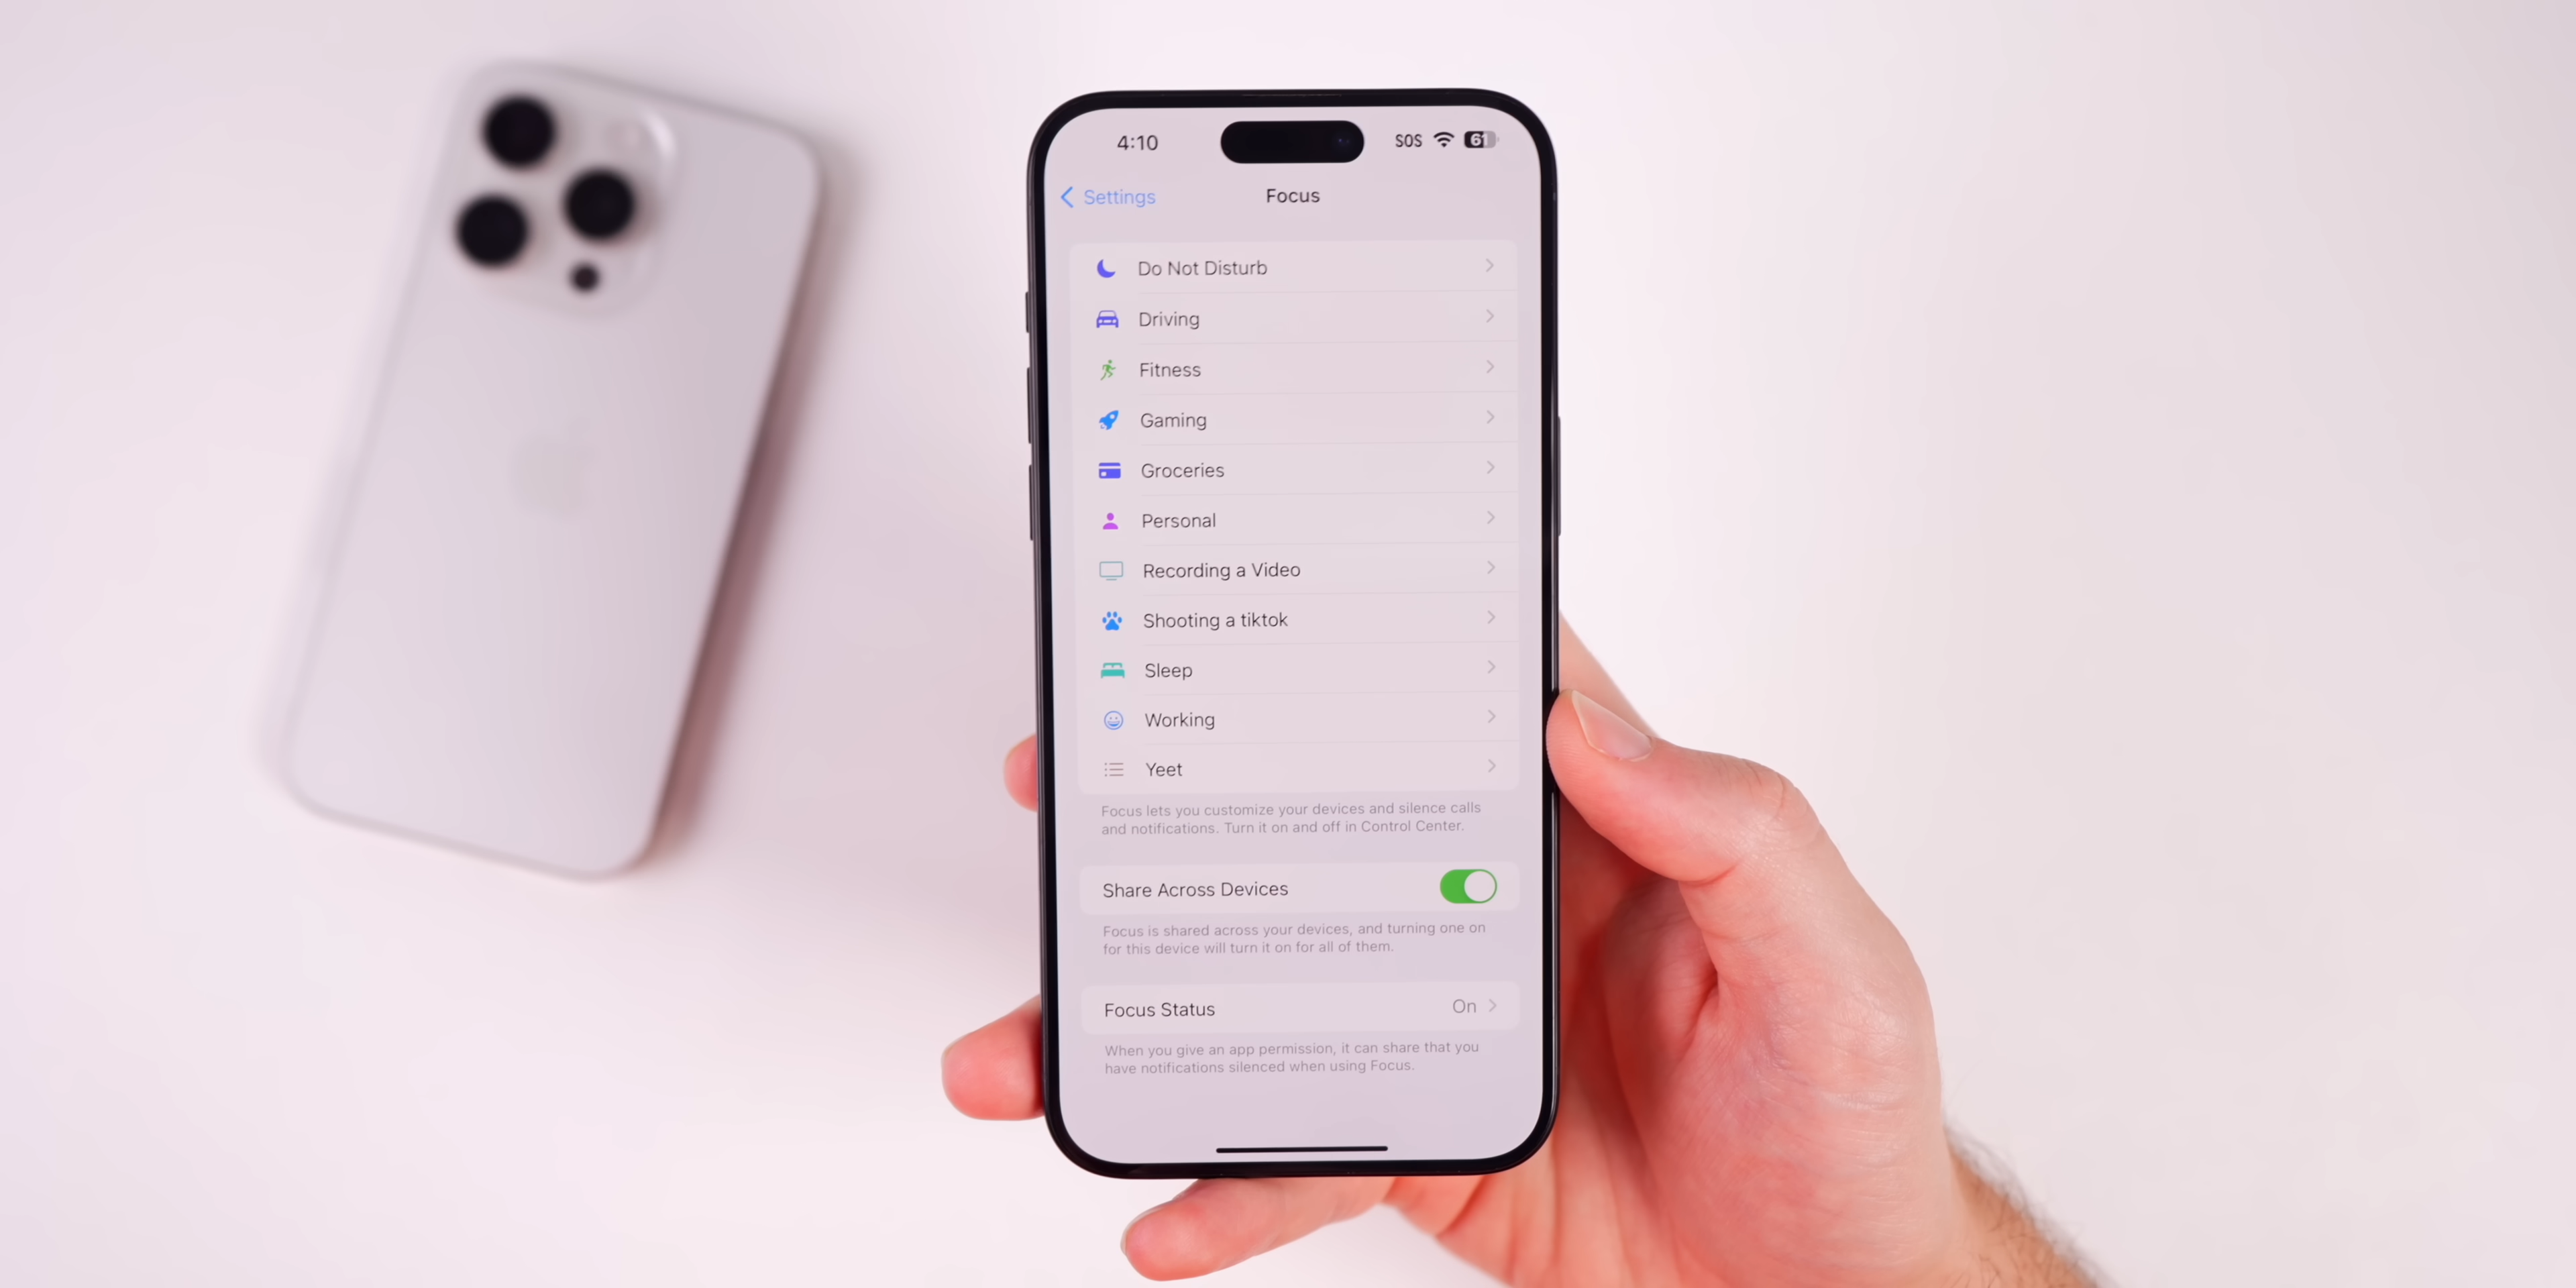 4:10 SOS 61
Settings Focus
Do Not Disturb
Driving
Fitness
Gaming
Groceries
Personal
Recording a Video
Shooting a tiktok
Sleep
Working
Yeet
Focus lets you customize your devices and silence calls
and notifications. Turn it on and off in Control Center.
Share Across Devices
Focus is shared across your devices, and turning one on
for this device will turn it on for all of them.
Focus Status On
When you give an app permission, it can share that you
have notifications silenced when using Focus.